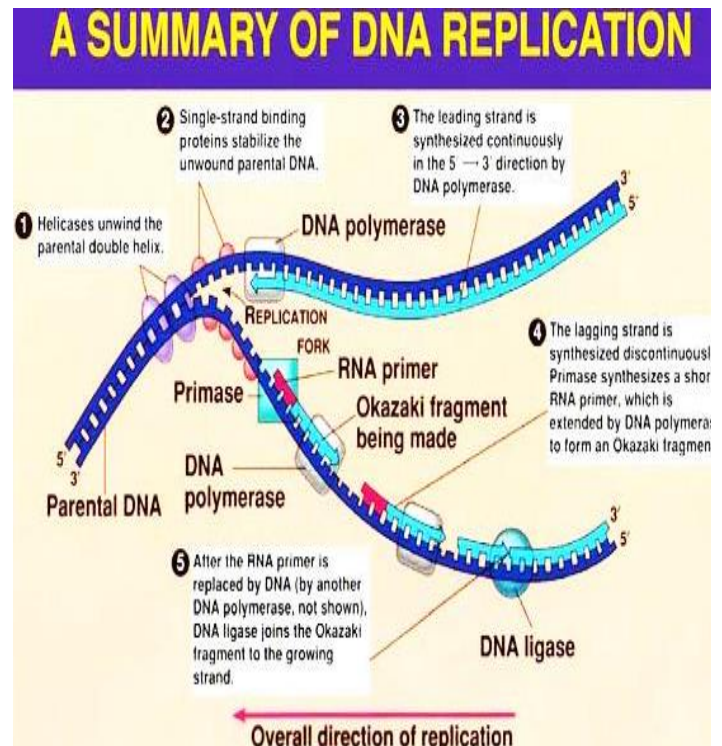 A SUMMARY OF DNA REPLICATION
2 Single-strand binding
proteins stabilize the
unwound parental DNA.
3 The leading strand is
synthesized continuously
in the 5' → 3' direction by
DNA polymerase.
1 Helicases unwind the
parental double helix.
DNA polymerase
3'
5'
REPLICATION
FORK
4 The lagging strand is
synthesized discontinuousl
Primase synthesizes a shor
RNA primer, which is
extended by DNA polymeras
to form an Okazaki fragmen
RNA primer
Primase
Okazaki fragment
being made
DNA
polymerase
5'
3'
Parental DNA
3'
5'
5 After the RNA primer is
replaced by DNA (by another
DNA polymerase, not shown),
DNA ligase joins the Okazaki
fragment to the growing
strand.
DNA ligase
Overall direction of replication